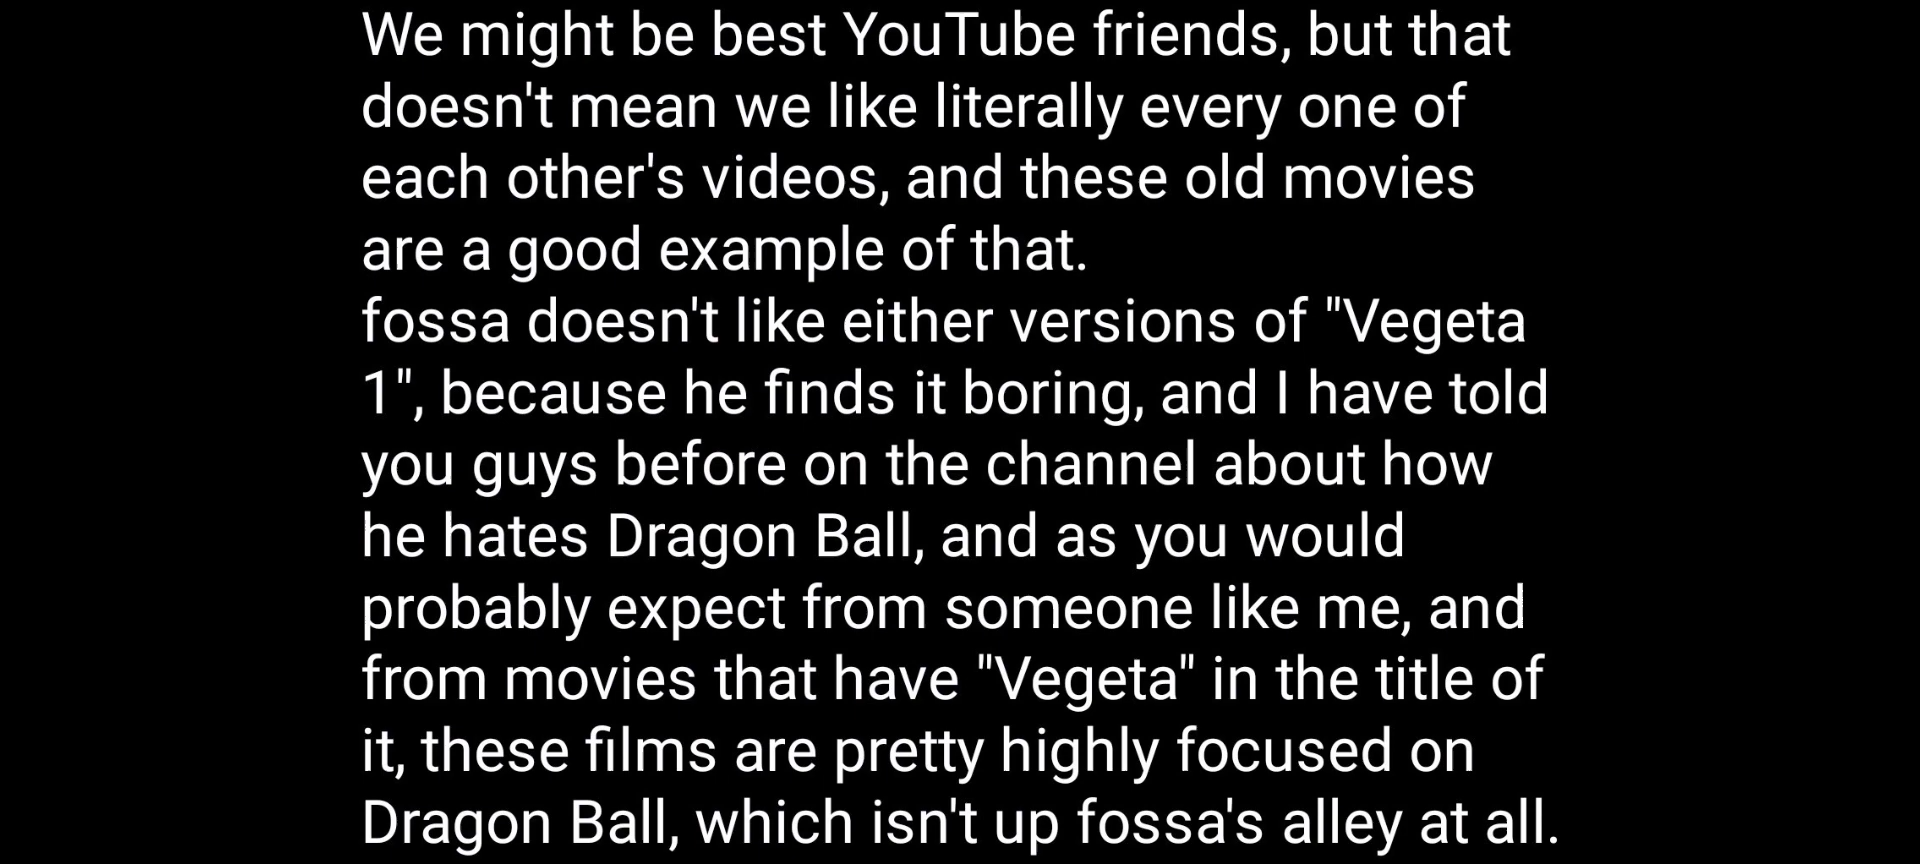 We might be best YouTube friends, but that
doesn't mean we like literally every one of
each other's videos, and these old movies
are a good example of that.
fossa doesn't like either versions of "Vegeta
1", because he finds it boring, and I have told
you guys before on the channel about how
he hates Dragon Ball, and as you would
probably expect from someone like me, and
from movies that have "Vegeta" in the title of
it, these films are pretty highly focused on
Dragon Ball, which isn't up fossa's alley at all.